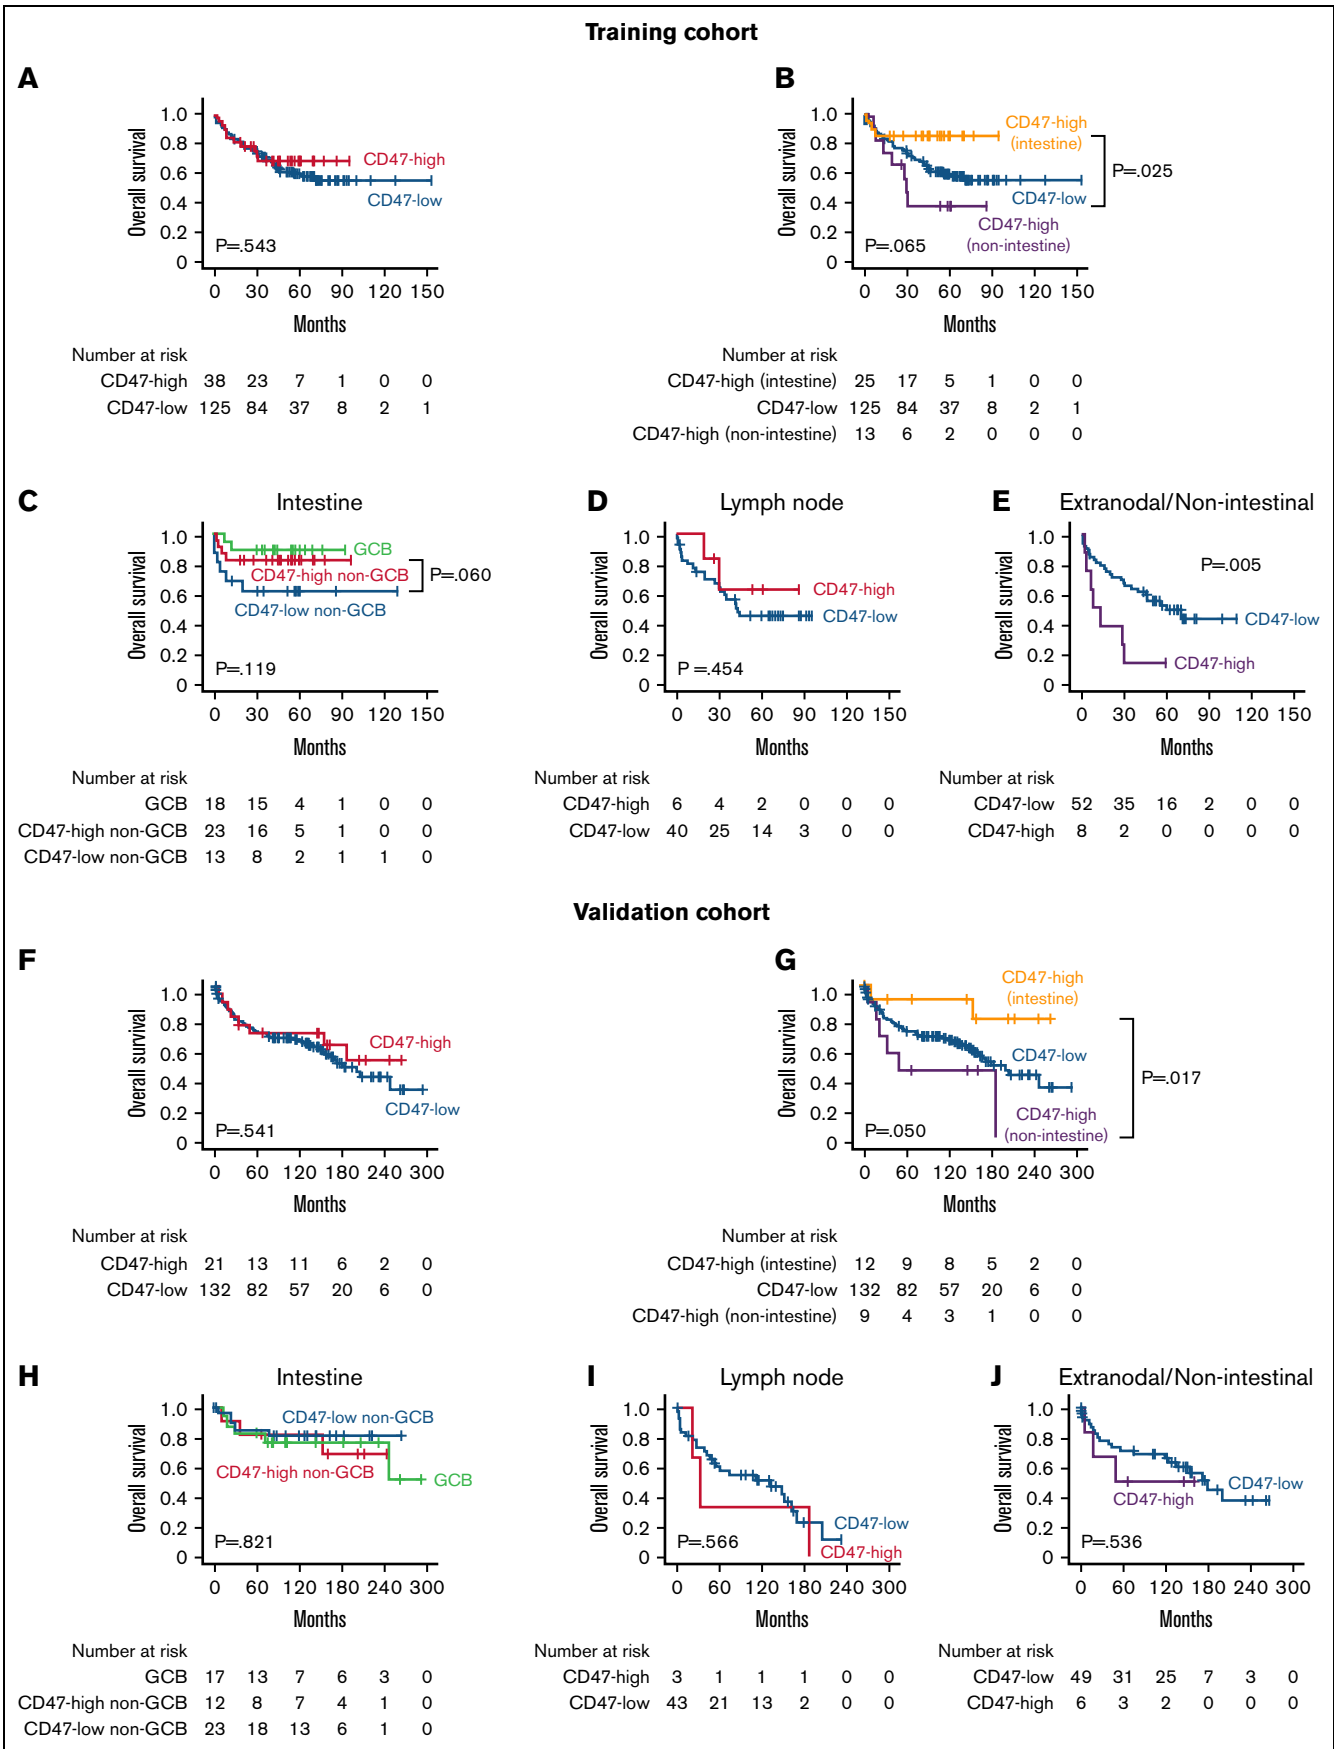 Training cohort
A
Overall survival
1.0
0.8
0.6
0.4
0.2
0
CD47-high
CD47-low
P=.543
0 30 60 90 120 150
Months
Number at risk
CD47-high 38 23 7 1 0 0
CD47-low 125 84 37 8 2 1
B
Overall survival
1.0
0.8
0.6
0.4
0.2
0
CD47-high
(intestine)
P=.025
CD47-low
CD47-high
(non-intestine)
P=.065
0 30 60 90 120 150
Months
Number at risk
CD47-high (intestine) 25 17 5 1 0 0
CD47-low 125 84 37 8 2 1
CD47-high (non-intestine) 13 6 2 0 0 0
C
Intestine
Overall survival
1.0
0.8
0.6
0.4
0.2
0
GCB
CD47-high non-GCB
P=.060
CD47-low non-GCB
P=.119
0 30 60 90 120 150
Months
Number at risk
GCB 18 15 4 1 0 0
CD47-high non-GCB 23 16 5 1 0 0
CD47-low non-GCB 13 8 2 1 1 0
D
Lymph node
Overall survival
1.0
0.8
0.6
0.4
0.2
0
CD47-high
CD47-low
P =.454
0 30 60 90 120 150
Months
Number at risk
CD47-high 6 4 2 0 0 0
CD47-low 40 25 14 3 0 0
E
Extranodal/Non-intestinal
Overall survival
1.0
0.8
0.6
0.4
0.2
0
P=.005
CD47-low
CD47-high
0 30 60 90 120 150
Months
Number at risk
CD47-low 52 35 16 2 0 0
CD47-high 8 2 0 0 0 0
Validation cohort
F
Overall survival
1.0
0.8
0.6
0.4
0.2
0
CD47-high
CD47-low
P=.541
0 60 120 180 240 300
Months
Number at risk
CD47-high 21 13 11 6 2 0
CD47-low 132 82 57 20 6 0
G
Overall survival
1.0
0.8
0.6
0.4
0.2
0
CD47-high
(intestine)
CD47-low
P=.017
CD47-high
(non-intestine)
P=.050
0 60 120 180 240 300
Months
Number at risk
CD47-high (intestine) 12 9 8 5 2 0
CD47-low 132 82 57 20 6 0
CD47-high (non-intestine) 9 4 3 1 0 0
H
Intestine
Overall survival
1.0
0.8
0.6
0.4
0.2
0
CD47-low non-GCB
CD47-high non-GCB
GCB
P=.821
0 60 120 180 240 300
Months
Number at risk
GCB 17 13 7 6 3 0
CD47-high non-GCB 12 8 7 4 1 0
CD47-low non-GCB 23 18 13 6 1 0
I
Lymph node
Overall survival
1.0
0.8
0.6
0.4
0.2
0
CD47-low
CD47-high
P=.566
0 60 120 180 240 300
Months
Number at risk
CD47-high 3 1 1 1 0 0
CD47-low 43 21 13 2 0 0
J
Extranodal/Non-intestinal
Overall survival
1.0
0.8
0.6
0.4
0.2
0
CD47-low
CD47-high
P=.536
0 60 120 180 240 300
Months
Number at risk
CD47-low 49 31 25 7 3 0
CD47-high 6 3 2 0 0 0